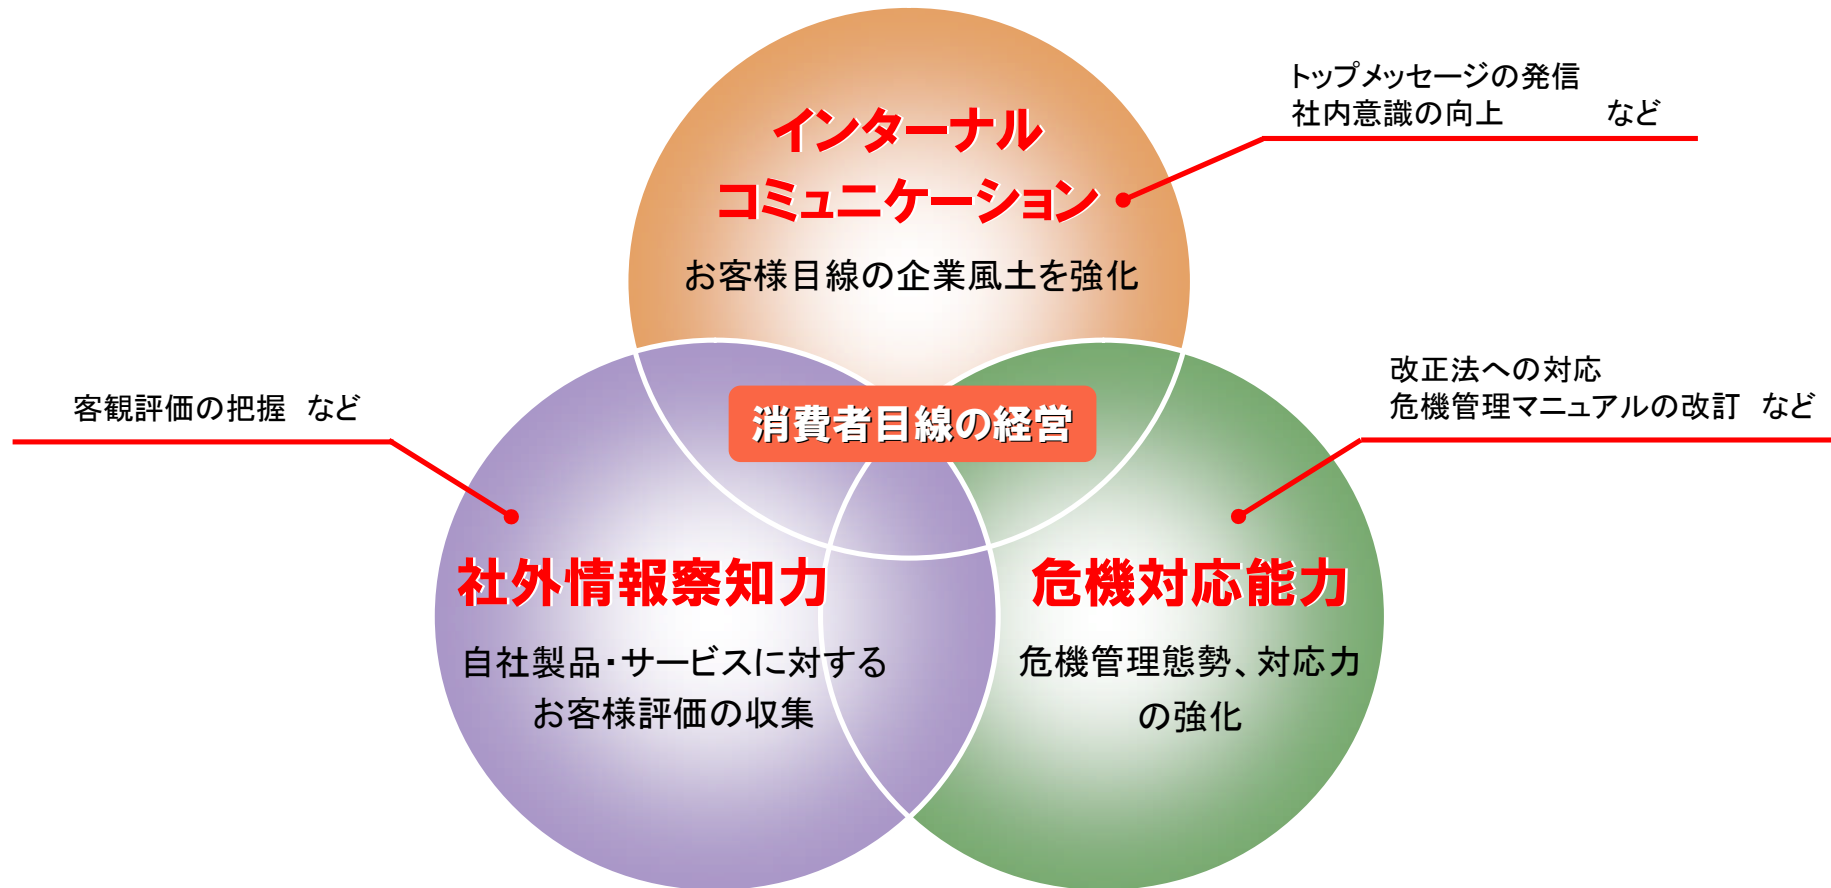 トップメッセージの発信
社内意識の向上　　　など
インターナル
コミュニケーション
お客様目線の企業風土を強化
客観評価の把握　など
消費者目線の経営
改正法への対応
危機管理マニュアルの改訂　など
社外情報察知力
自社製品・サービスに対する
お客様評価の収集
危機対応能力
危機管理態勢、対応力
の強化